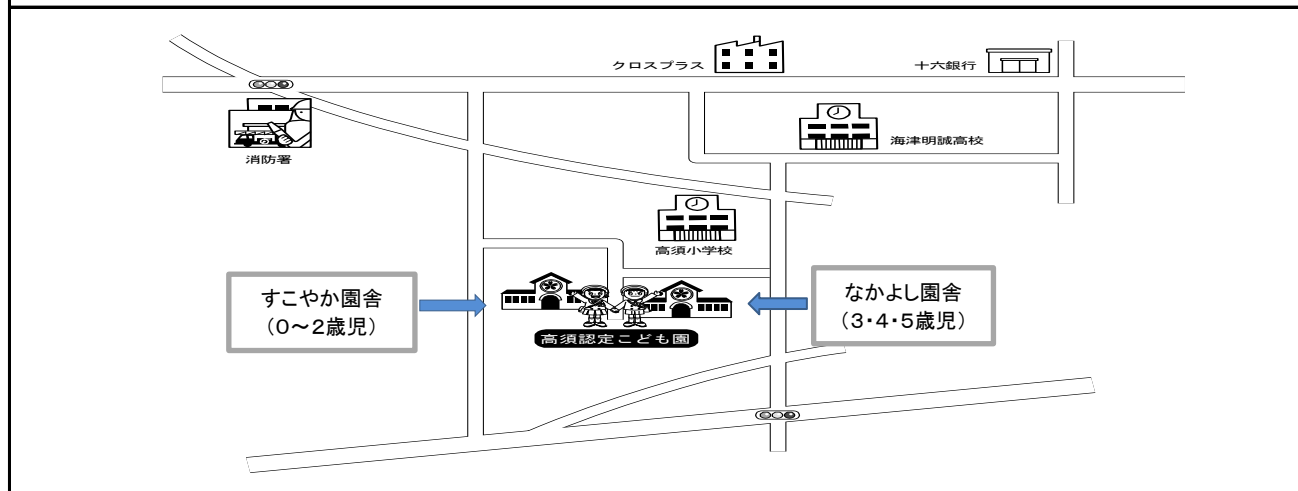 クロスプラス
十六銀行
消防署
海津明誠高校
高須小学校
すこやか園舎
(0～2歳児)
なかよし園舎
(3・4・5歳児)
高須認定こども園